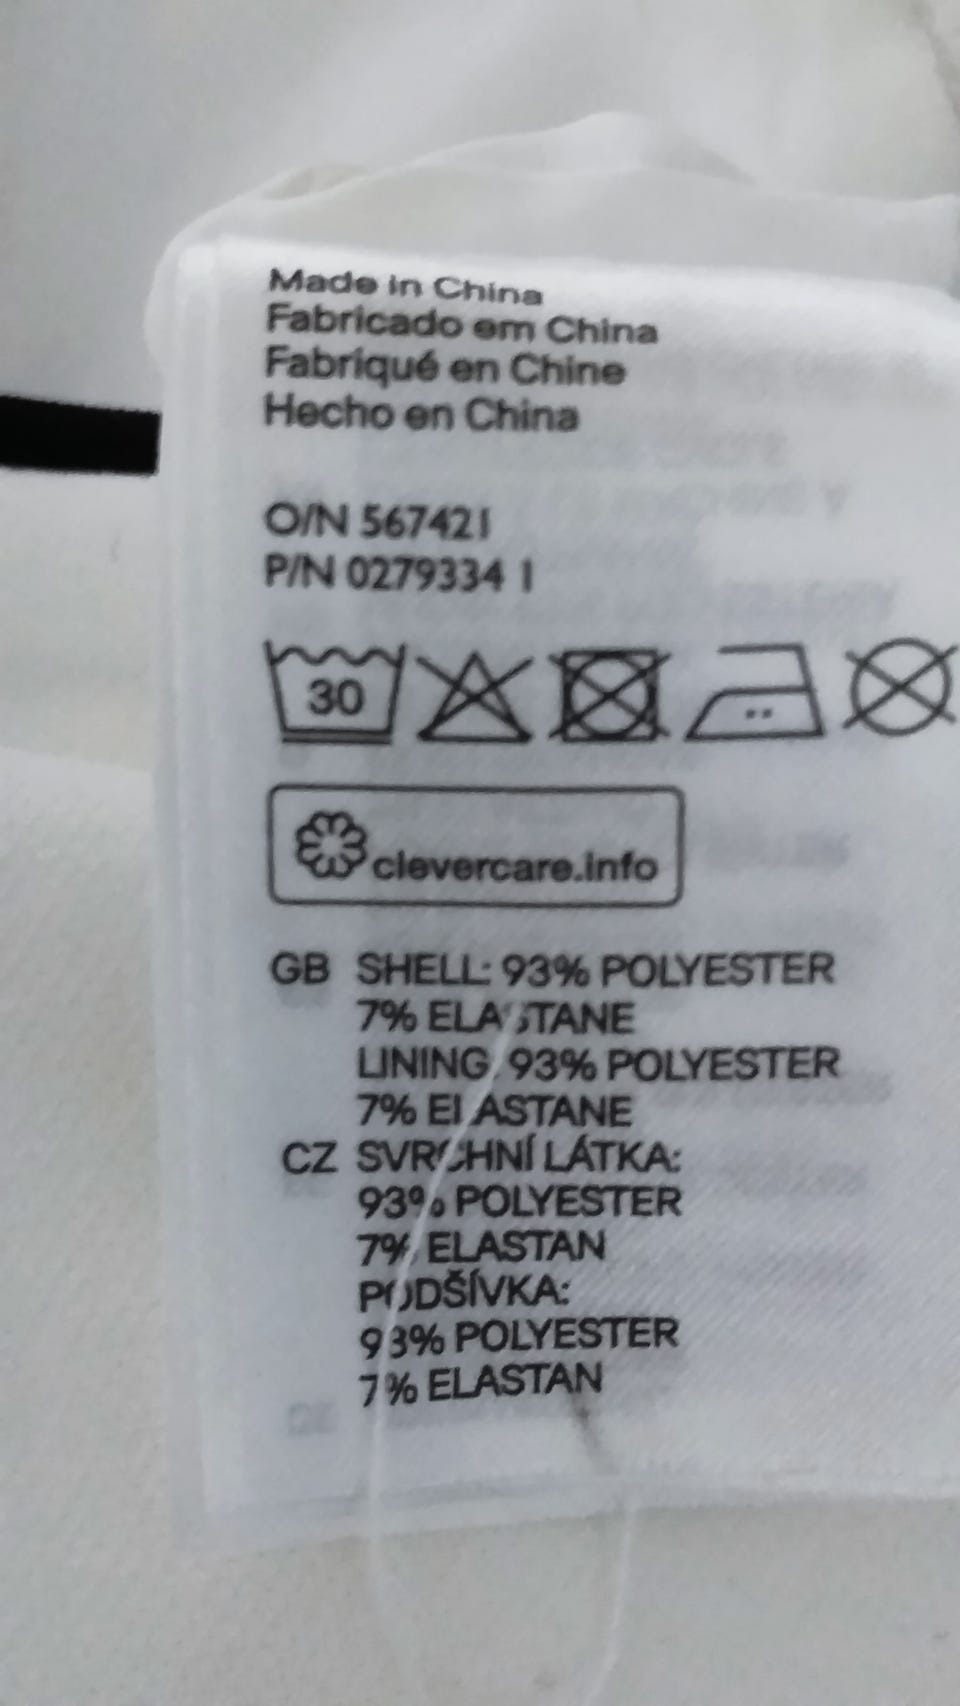 Made in China
Fabricado em China
Fabriqué en Chine
Hecho en China
O/N 567421
P/N 0279334 1
30
clevercare.info
GB SHELL: 93% POLYESTER
7% ELASTANE
LINING: 93% POLYESTER
7% ELASTANE
CZ SVRCHNÍ LÁTKA:
93% POLYESTER
7% ELASTAN
PODŠÍVKA:
93% POLYESTER
7% ELASTAN